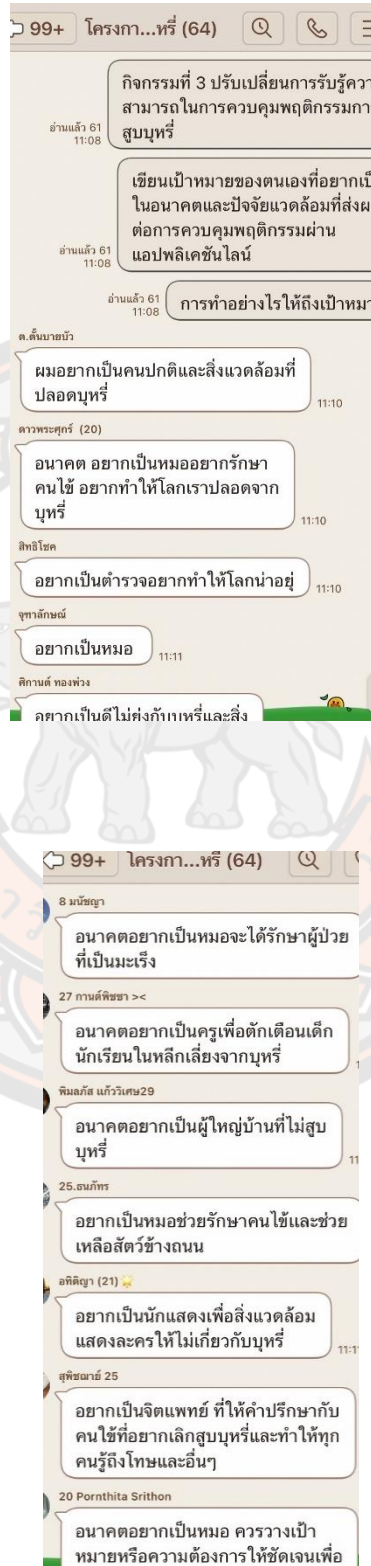 99+ โครงกา...หรี่ (64)
กิจกรรมที่ 3 ปรับเปลี่ยนการรับรู้ความ
สามารถในการควบคุมพฤติกรรมกา
สูบบุหรี่
อ่านแล้ว 61
11:08
เขียนเป้าหมายของตนเองที่อยากเป็
ในอนาคตและปัจจัยแวดล้อมที่ส่งผ
ต่อการควบคุมพฤติกรรมผ่าน
แอปพลิเคชันไลน์
อ่านแล้ว 61
11:08
การทำอย่างไรให้ถึงเป้าหมา
อ่านแล้ว 61
11:08
ด.ตั้นบายบัว
ผมอยากเป็นคนปกติและสิ่งแวดล้อมที่
ปลอดบุหรี่
11:10
ดาวพระศุกร์ (20)
อนาคต อยากเป็นหมออยากรักษา
คนไข้ อยากทำให้โลกเราปลอดจาก
บุหรี่
11:10
สิทธิโชค
อยากเป็นตำรวจอยากทำให้โลกน่าอยู่
11:10
จุฑาลักษณ์
อยากเป็นหมอ
11:11
ศิกานต์ ทองพ่วง
อยากเป็นดีไม่ยุ่งกับบุหรี่และสิ่ง
99+ โครงกา...หรี่ (64)
8 มนัชญา
อนาคตอยากเป็นหมอจะได้รักษาผู้ป่วย
ที่เป็นมะเร็ง
27 กานต์พิชชา ><
อนาคตอยากเป็นครูเพื่อตักเตือนเด็ก
นักเรียนในหลีกเลี่ยงจากบุหรี่
พิมลภัส แก้ววิเศษ29
อนาคตอยากเป็นผู้ใหญ่บ้านที่ไม่สูบ
บุหรี่
11
25.ธนภัทร
อยากเป็นหมอช่วยรักษาคนไข้และช่วย
เหลือสัตว์ข้างถนน
อทิติญา (21)
อยากเป็นนักแสดงเพื่อสิ่งแวดล้อม
แสดงละครให้ไม่เกี่ยวกับบุหรี่
11:1
สุพิชฌาย์ 25
อยากเป็นจิตแพทย์ ที่ให้คำปรึกษากับ
คนใข้ที่อยากเลิกสูบบุหรี่และทำให้ทุก
คนรู้ถึงโทษและอื่นๆ
20 Pornthita Srithon
อนาคตอยากเป็นหมอ ควรวางเป้า
หมายหรือความต้องการให้ชัดเจนเพื่อ